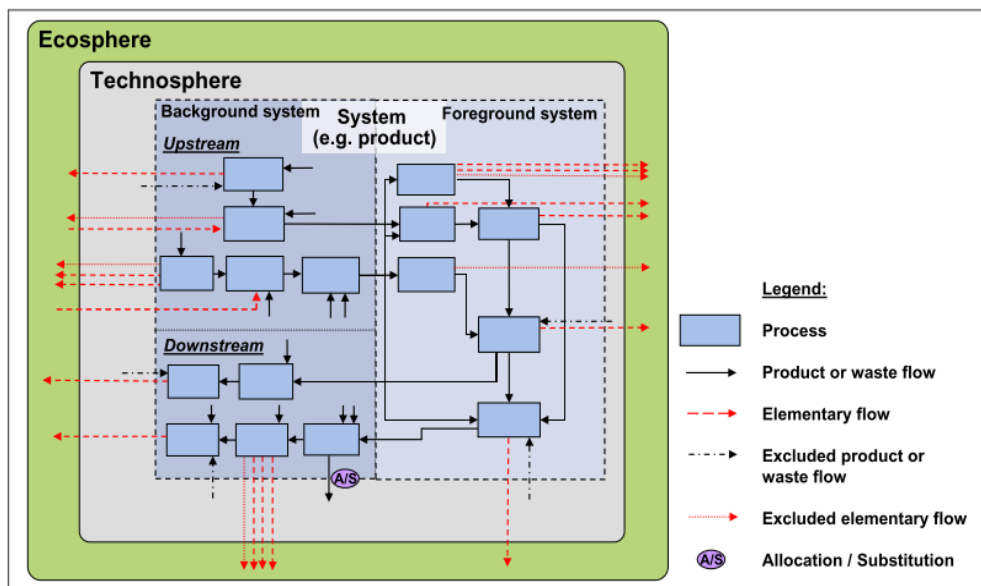 Ecosphere
Technosphere
Background system
System
(e.g. product)
Foreground system
Upstream
Downstream
A/S
Legend:
Process
Product or waste flow
Elementary flow
Excluded product or
waste flow
Excluded elementary flow
A/S
Allocation / Substitution